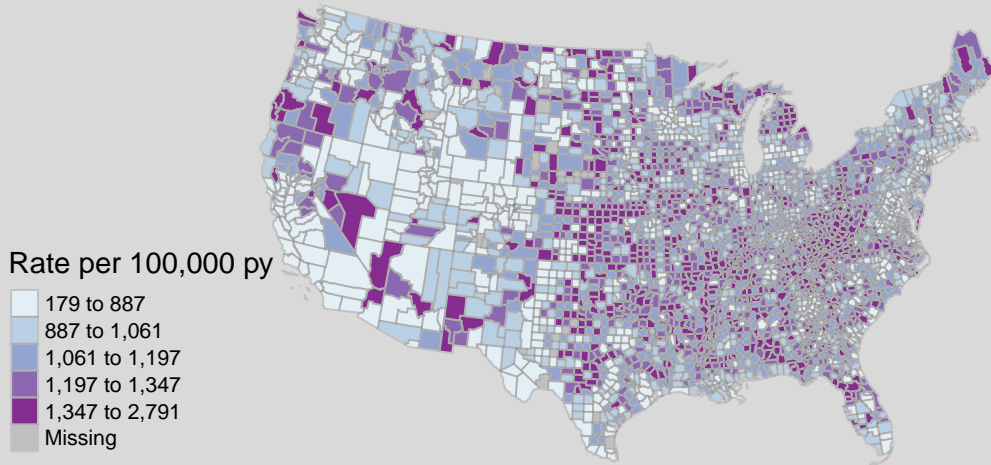 Rate per 100,000 py
179 to 887
887 to 1,061
1,061 to 1,197
1,197 to 1,347
1,347 to 2,791
Missing